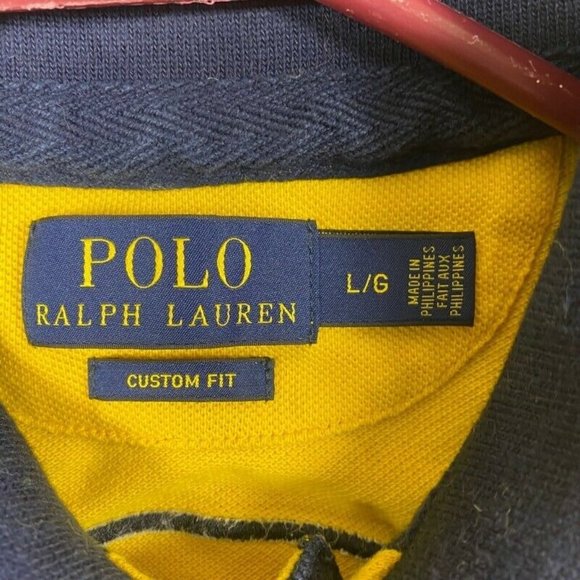 POLO
RALPH LAUREN
L/G
MADE IN
PHILIPPINES
FAIT AUX
PHILIPPINES
CUSTOM FIT